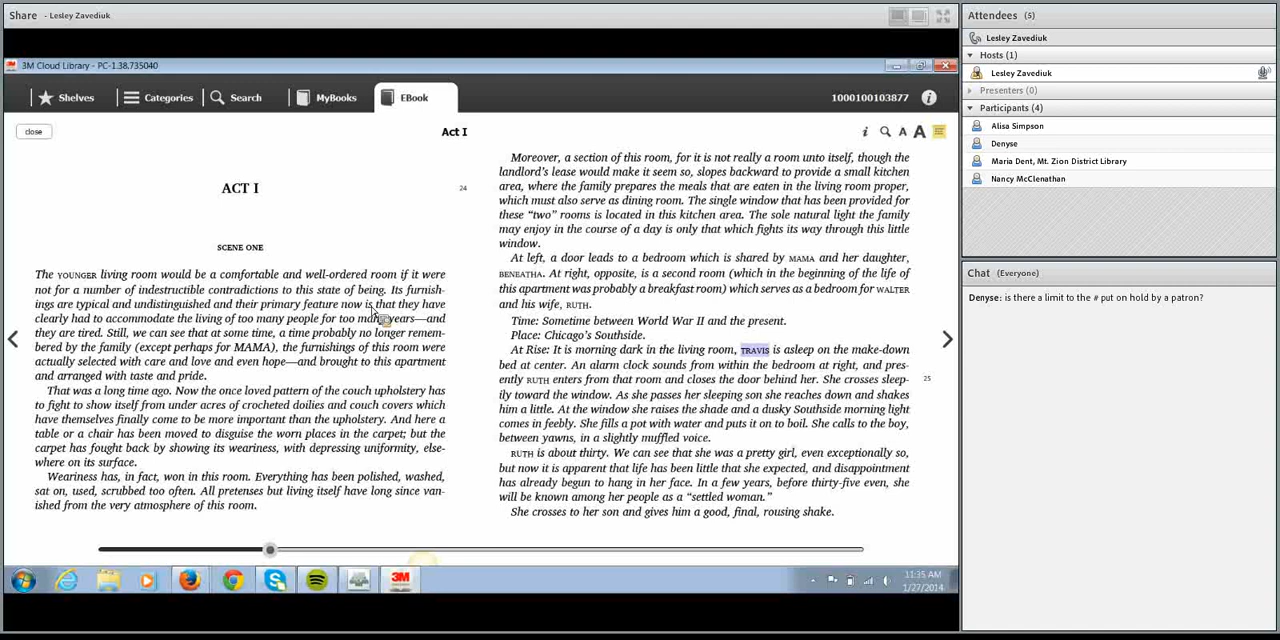 Share - Lesley Zavediuk
3M Cloud Library - PC-1.38.735040
Shelves
Categories
Search
MyBooks
EBook
1000100103877
close
Act I
i
A
A
ACT I
24
SCENE ONE
The YOUNGER living room would be a comfortable and well-ordered room if it were
not for a number of indestructible contradictions to this state of being. Its furnish-
ings are typical and undistinguished and their primary feature now is that they have
clearly had to accommodate the living of too many people for too many years—and
they are tired. Still, we can see that at some time, a time probably no longer remem-
bered by the family (except perhaps for MAMA), the furnishings of this room were
actually selected with care and love and even hope—and brought to this apartment
and arranged with taste and pride.
That was a long time ago. Now the once loved pattern of the couch upholstery has
to fight to show itself from under acres of crocheted doilies and couch covers which
have themselves finally come to be more important than the upholstery. And here a
table or a chair has been moved to disguise the worn places in the carpet; but the
carpet has fought back by showing its weariness, with depressing uniformity, else-
where on its surface.
Weariness has, in fact, won in this room. Everything has been polished, washed,
sat on, used, scrubbed too often. All pretenses but living itself have long since van-
ished from the very atmosphere of this room.
Moreover, a section of this room, for it is not really a room unto itself, though the
landlord's lease would make it seem so, slopes backward to provide a small kitchen
area, where the family prepares the meals that are eaten in the living room proper,
which must also serve as dining room. The single window that has been provided for
these "two" rooms is located in this kitchen area. The sole natural light the family
may enjoy in the course of a day is only that which fights its way through this little
window.
At left, a door leads to a bedroom which is shared by MAMA and her daughter,
BENEATHA. At right, opposite, is a second room (which in the beginning of the life of
this apartment was probably a breakfast room) which serves as a bedroom for WALTER
and his wife, RUTH.
Time: Sometime between World War II and the present.
Place: Chicago's Southside.
At Rise: It is morning dark in the living room, TRAVIS is asleep on the make-down
bed at center. An alarm clock sounds from within the bedroom at right, and pres-
ently RUTH enters from that room and closes the door behind her. She crosses sleep-
ily toward the window. As she passes her sleeping son she reaches down and shakes
him a little. At the window she raises the shade and a dusky Southside morning light
comes in feebly. She fills a pot with water and puts it on to boil. She calls to the boy,
between yawns, in a slightly muffled voice.
RUTH is about thirty. We can see that she was a pretty girl, even exceptionally so,
but now it is apparent that life has been little that she expected, and disappointment
has already begun to hang in her face. In a few years, before thirty-five even, she
will be known among her people as a "settled woman."
She crosses to her son and gives him a good, final, rousing shake.
25
3M
11:35 AM
1/27/2014
Attendees (5)
Lesley Zavediuk
Hosts (1)
Lesley Zavediuk
Presenters (0)
Participants (4)
Alisa Simpson
Denyse
Maria Dent, Mt. Zion District Library
Nancy McClenathan
Chat (Everyone)
Denyse: is there a limit to the # put on hold by a patron?